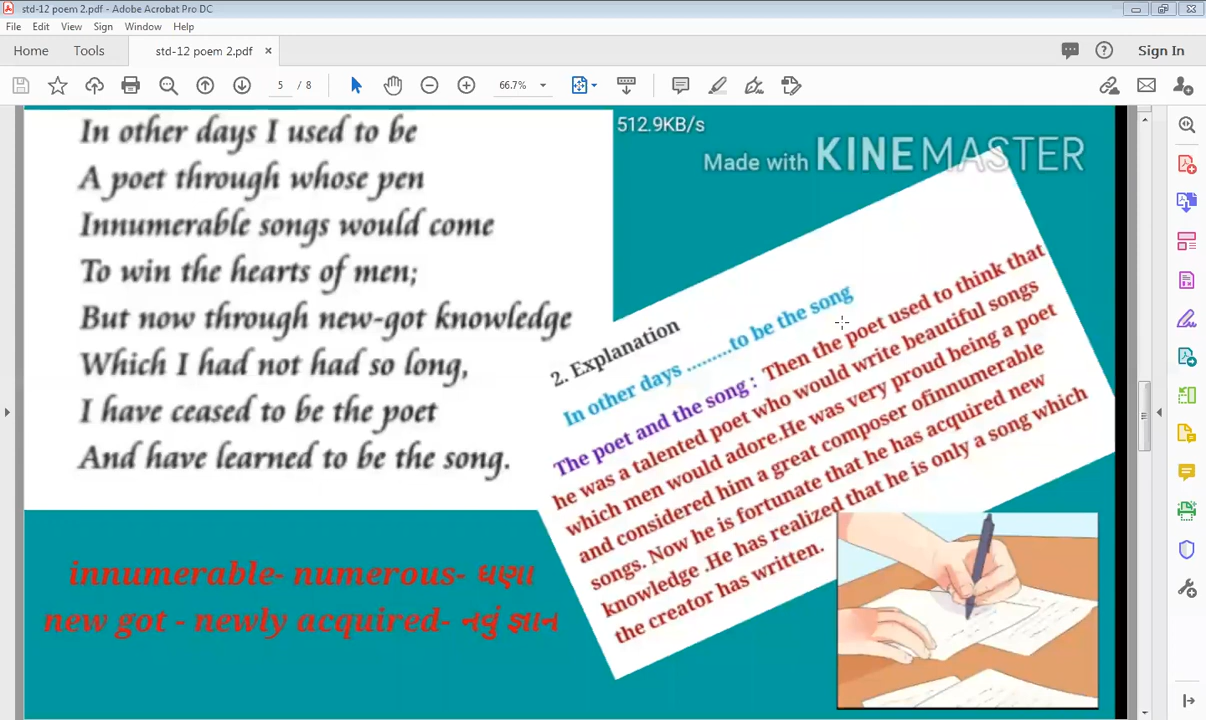 std-12 poem 2.pdf - Adobe Acrobat Pro DC
File Edit View Sign Window Help
Home Tools std-12 poem 2.pdf × Sign In
5 / 8 66.7%
In other days I used to be
A poet through whose pen
Innumerable songs would come
To win the hearts of men;
But now through new-got knowledge
Which I had not had so long,
I have ceased to be the poet
And have learned to be the song.
512.9KB/s
Made with KINEMASTER
2. Explanation
In other days .........to be the song
The poet and the song : Then the poet used to think that
he was a talented poet who would write beautiful songs
which men would adore.He was very proud being a poet
and considered him a great composer ofinnumerable
songs. Now he is fortunate that he has acquired new
knowledge .He has realized that he is only a song which
the creator has written.
innumerable- numerous- ઘણા
new got - newly acquired- નવું જ્ઞાન